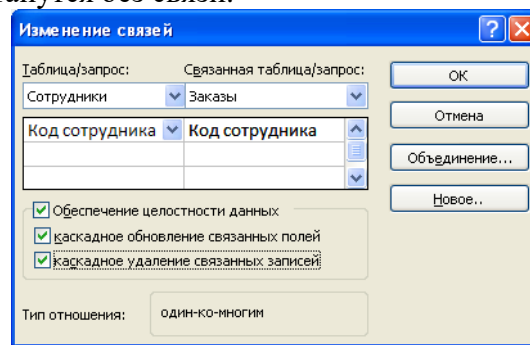 Изменение связей
Таблица/запрос: Связанная таблица/запрос:
Сотрудники Заказы
Код сотрудника Код сотрудника
Обеспечение целостности данных
каскадное обновление связанных полей
каскадное удаление связанных записей
Тип отношения: один-ко-многим
ОК
Отмена
Объединение...
Новое..